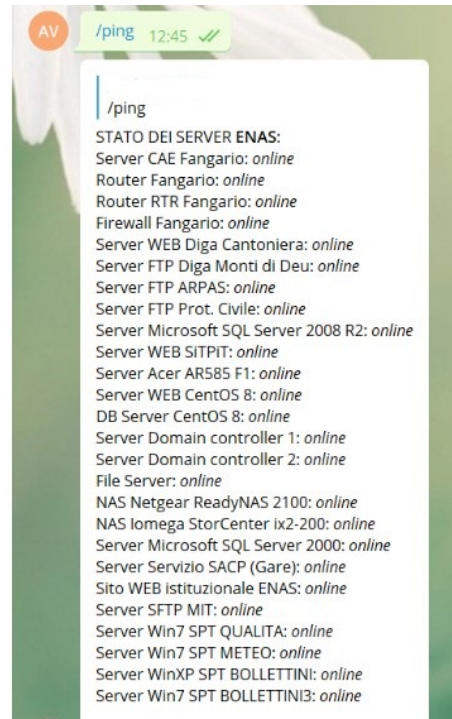 AV
/ping 12:45
/ping
STATO DEI SERVER ENAS:
Server CAE Fangario: online
Router Fangario: online
Router RTR Fangario: online
Firewall Fangario: online
Server WEB Diga Cantoniera: online
Server FTP Diga Monti di Deu: online
Server FTP ARPAS: online
Server FTP Prot. Civile: online
Server Microsoft SQL Server 2008 R2: online
Server WEB SiTPiT: online
Server Acer AR585 F1: online
Server WEB CentOS 8: online
DB Server CentOS 8: online
Server Domain controller 1: online
Server Domain controller 2: online
File Server: online
NAS Netgear ReadyNAS 2100: online
NAS Iomega StorCenter ix2-200: online
Server Microsoft SQL Server 2000: online
Server Servizio SACP (Gare): online
Sito WEB istituzionale ENAS: online
Server SFTP MIT: online
Server Win7 SPT QUALITA: online
Server Win7 SPT METEO: online
Server WinXP SPT BOLLETTINI: online
Server Win7 SPT BOLLETTINI3: online